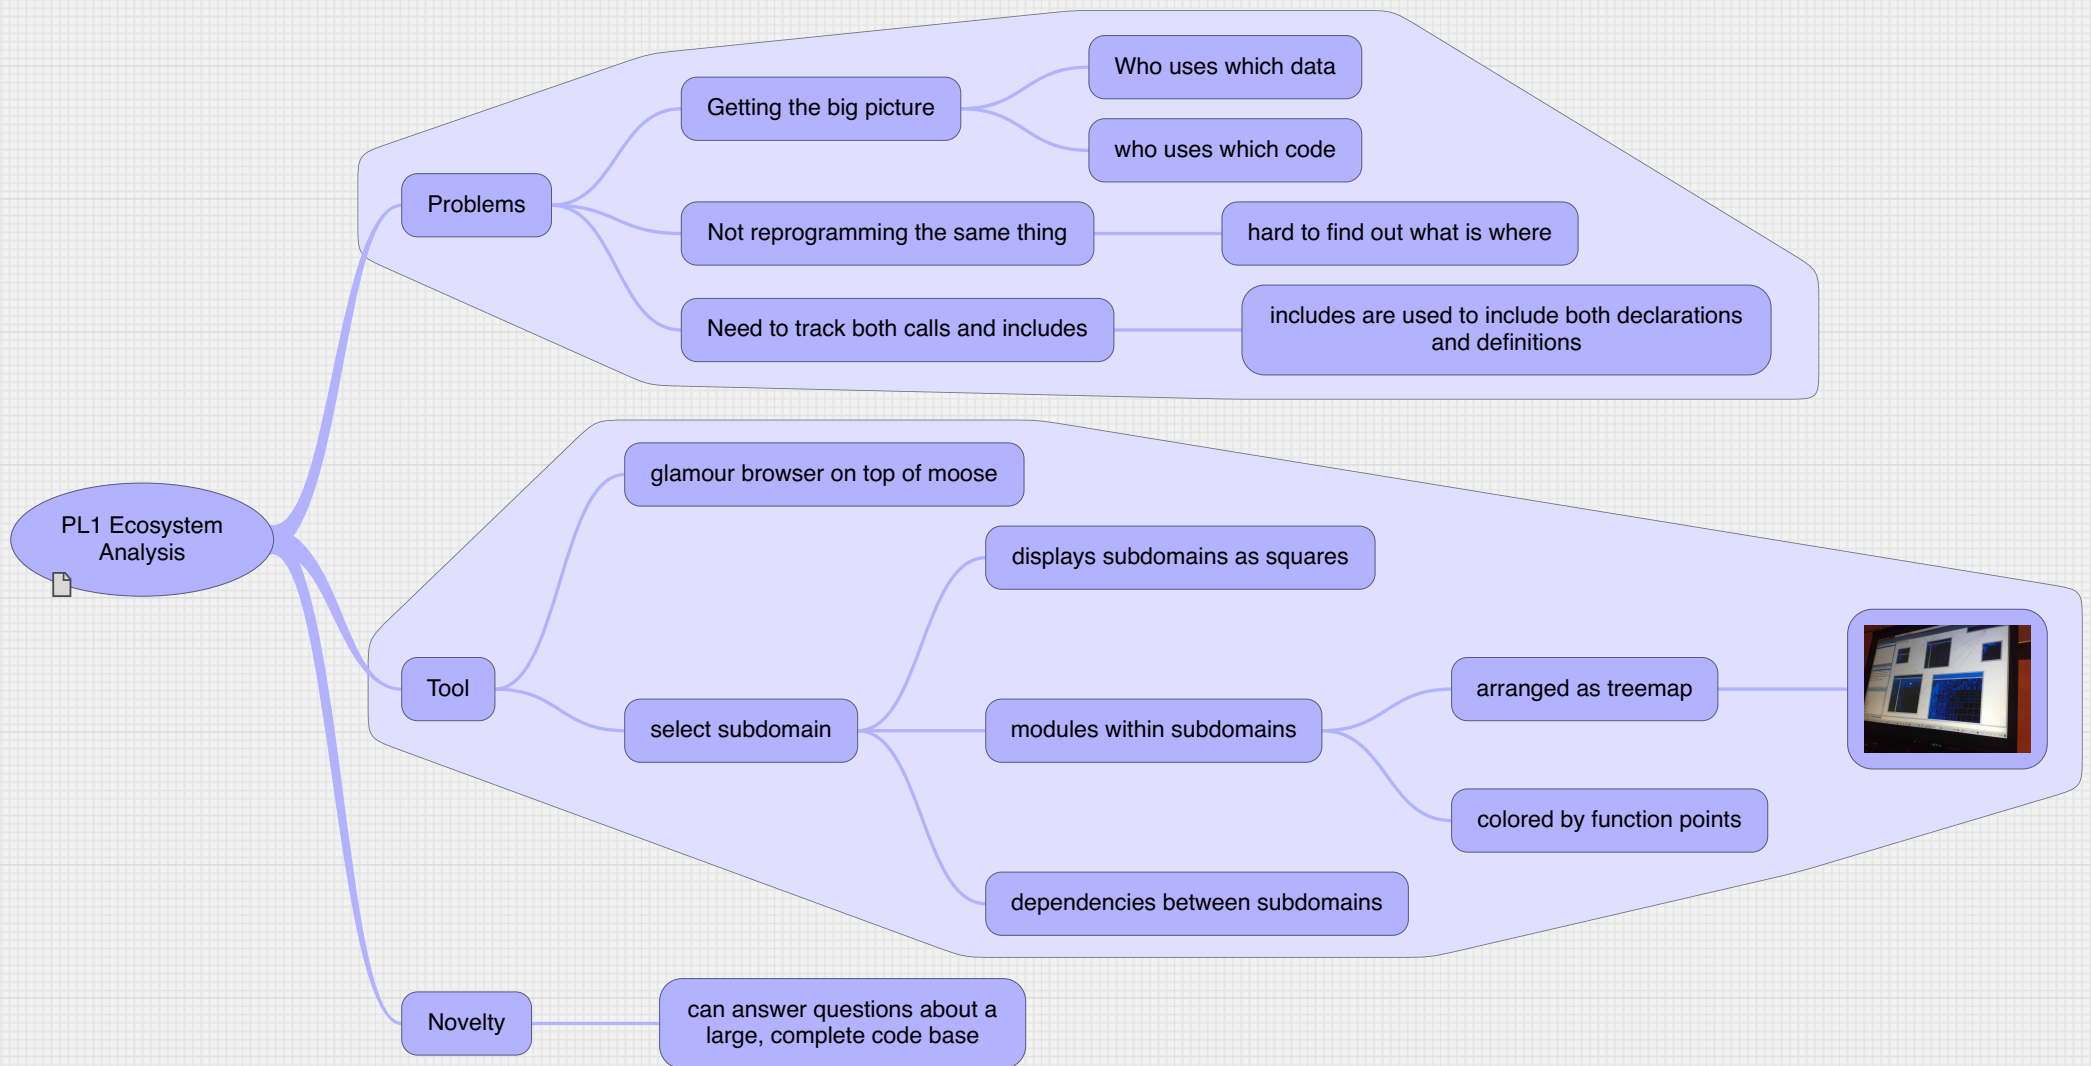 Who uses which data
Getting the big picture
who uses which code
Problems
Not reprogramming the same thing
hard to find out what is where
Need to track both calls and includes
includes are used to include both declarations
and definitions
glamour browser on top of moose
PL1 Ecosystem
Analysis
displays subdomains as squares
Tool
arranged as treemap
select subdomain
modules within subdomains
colored by function points
dependencies between subdomains
Novelty
can answer questions about a
large, complete code base